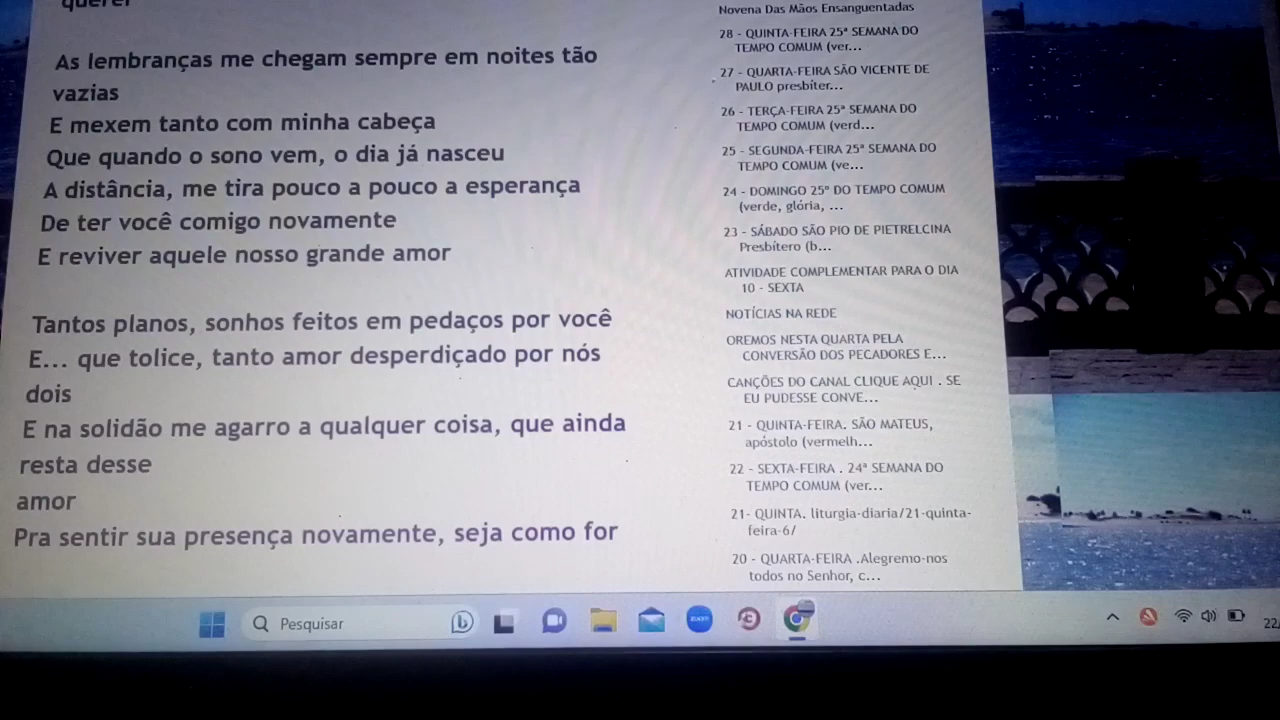 querer
As lembranças me chegam sempre em noites tão
vazias
E mexem tanto com minha cabeça
Que quando o sono vem, o dia já nasceu
A distância, me tira pouco a pouco a esperança
De ter você comigo novamente
E reviver aquele nosso grande amor
Tantos planos, sonhos feitos em pedaços por você
E... que tolice, tanto amor desperdiçado por nós
dois
E na solidão me agarro a qualquer coisa, que ainda
resta desse
amor
Pra sentir sua presença novamente, seja como for
Novena Das Mãos Ensanguentadas
28 - QUINTA-FEIRA 25ª SEMANA DO
TEMPO COMUM (ver...
27 - QUARTA-FEIRA SÃO VICENTE DE
PAULO presbíter...
26 - TERÇA-FEIRA 25ª SEMANA DO
TEMPO COMUM (verd...
25 - SEGUNDA-FEIRA 25ª SEMANA DO
TEMPO COMUM (ve...
24 - DOMINGO 25º DO TEMPO COMUM
(verde, glória, ...
23 - SÁBADO SÃO PIO DE PIETRELCINA
Presbítero (b...
ATIVIDADE COMPLEMENTAR PARA O DIA
10 - SEXTA
NOTÍCIAS NA REDE
OREMOS NESTA QUARTA PELA
CONVERSÃO DOS PECADORES E...
CANÇÕES DO CANAL CLIQUE AQUI . SE
EU PUDESSE CONVE...
21 - QUINTA-FEIRA. SÃO MATEUS,
apóstolo (vermelh...
22 - SEXTA-FEIRA . 24ª SEMANA DO
TEMPO COMUM (ver...
21- QUINTA. liturgia-diaria/21-quinta-
feira-6/
20 - QUARTA-FEIRA .Alegremo-nos
todos no Senhor, c...
Pesquisar
zoom
22/